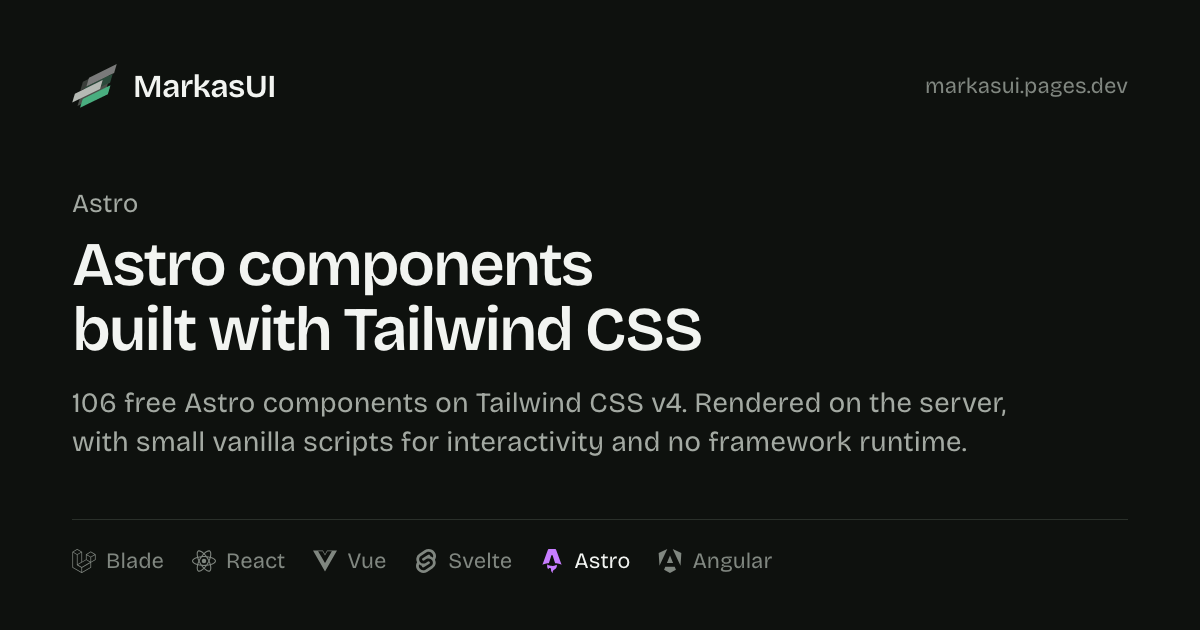 MarkasUI
markasui.pages.dev
Astro
Astro components
built with Tailwind CSS
106 free Astro components on Tailwind CSS v4. Rendered on the server,
with small vanilla scripts for interactivity and no framework runtime.
Blade React Vue Svelte Astro Angular